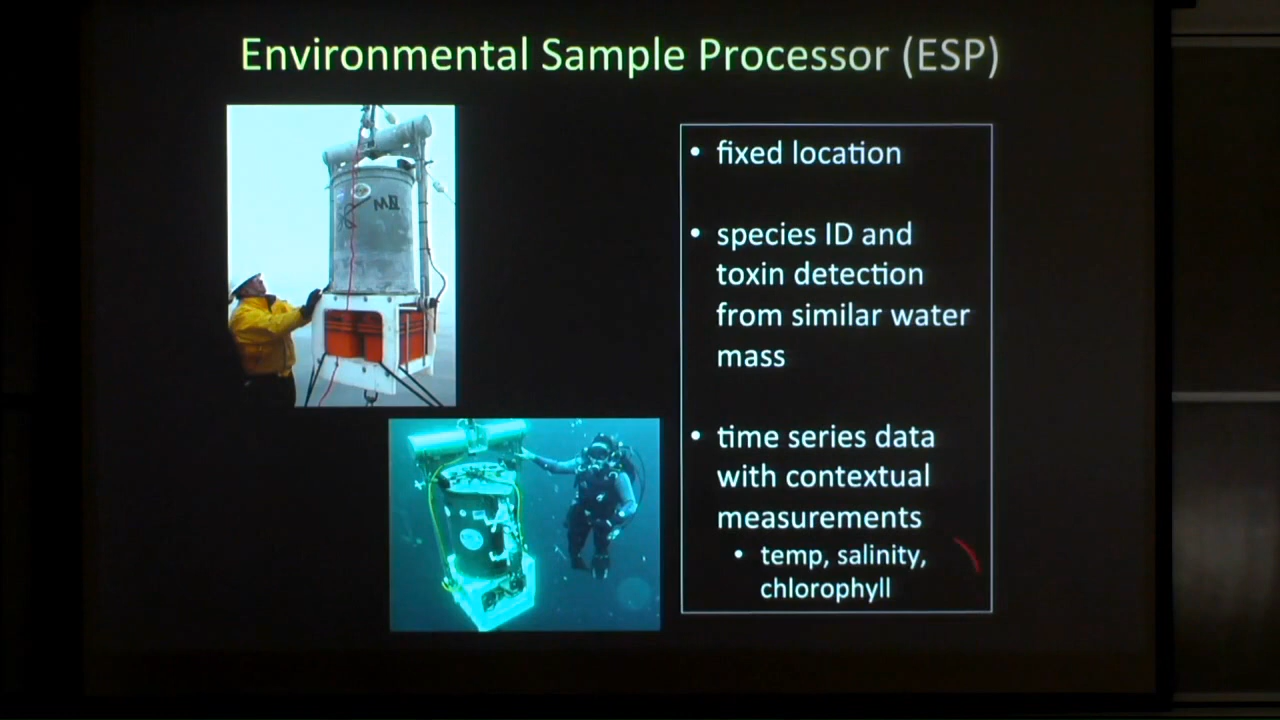 Environmental Sample Processor (ESP)
• fixed location
• species ID and
toxin detection
from similar water
mass
• time series data
with contextual
measurements
• temp, salinity,
chlorophyll